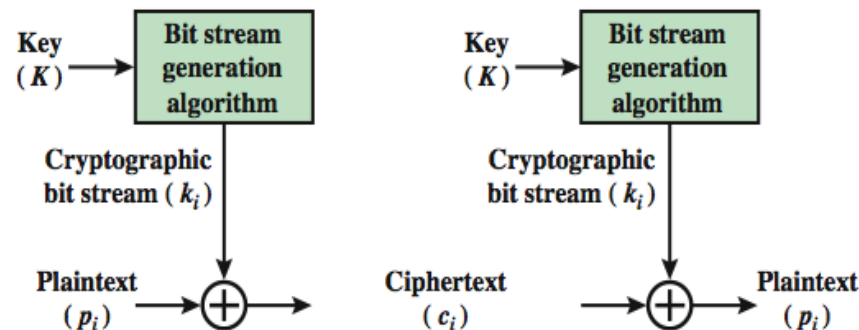 Key
(K)
Bit stream
generation
algorithm
Cryptographic
bit stream (kᵢ)
Plaintext
(pᵢ)
Ciphertext
(cᵢ)
Key
(K)
Bit stream
generation
algorithm
Cryptographic
bit stream (kᵢ)
Plaintext
(pᵢ)